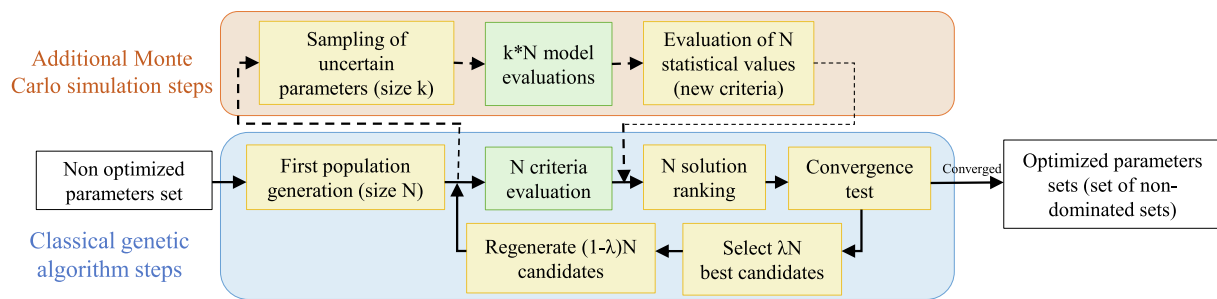 Additional Monte
Carlo simulation steps
Sampling of
uncertain
parameters (size k)
k*N model
evaluations
Evaluation of N
statistical values
(new criteria)
Non optimized
parameters set
First population
generation (size N)
N criteria
evaluation
N solution
ranking
Convergence
test
Converged
Optimized parameters
sets (set of non-
dominated sets)
Classical genetic
algorithm steps
Regenerate (1-λ)N
candidates
Select λN
best candidates